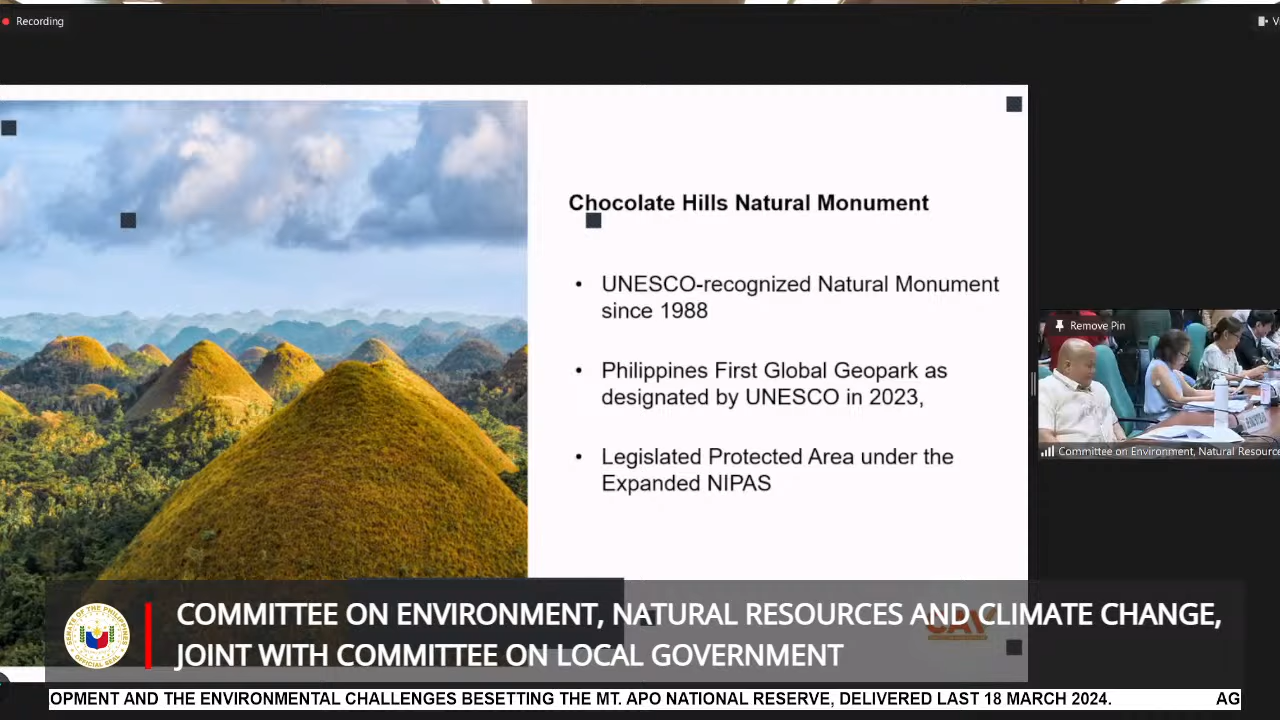 Recording
Chocolate Hills Natural Monument
• UNESCO-recognized Natural Monument
since 1988
• Philippines First Global Geopark as
designated by UNESCO in 2023,
• Legislated Protected Area under the
Expanded NIPAS
Remove Pin
Committee on Environment, Natural Resource
COMMITTEE ON ENVIRONMENT, NATURAL RESOURCES AND CLIMATE CHANGE,
JOINT WITH COMMITTEE ON LOCAL GOVERNMENT
OPMENT AND THE ENVIRONMENTAL CHALLENGES BESETTING THE MT. APO NATIONAL RESERVE, DELIVERED LAST 18 MARCH 2024. AG